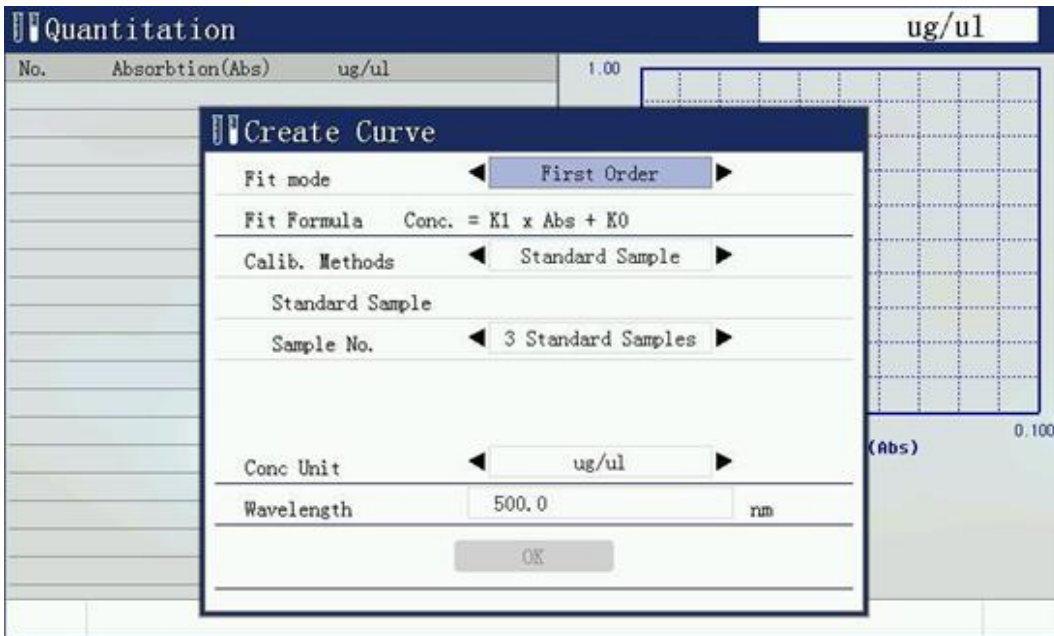 Quantitation
ug/ul
No. Absorbtion(Abs) ug/ul
1.00
Create Curve
Fit mode First Order
Fit Formula Conc. = K1 x Abs + K0
Calib. Methods Standard Sample
Standard Sample
Sample No. 3 Standard Samples
0.100
(Abs)
Conc Unit ug/ul
Wavelength 500.0 nm
OK